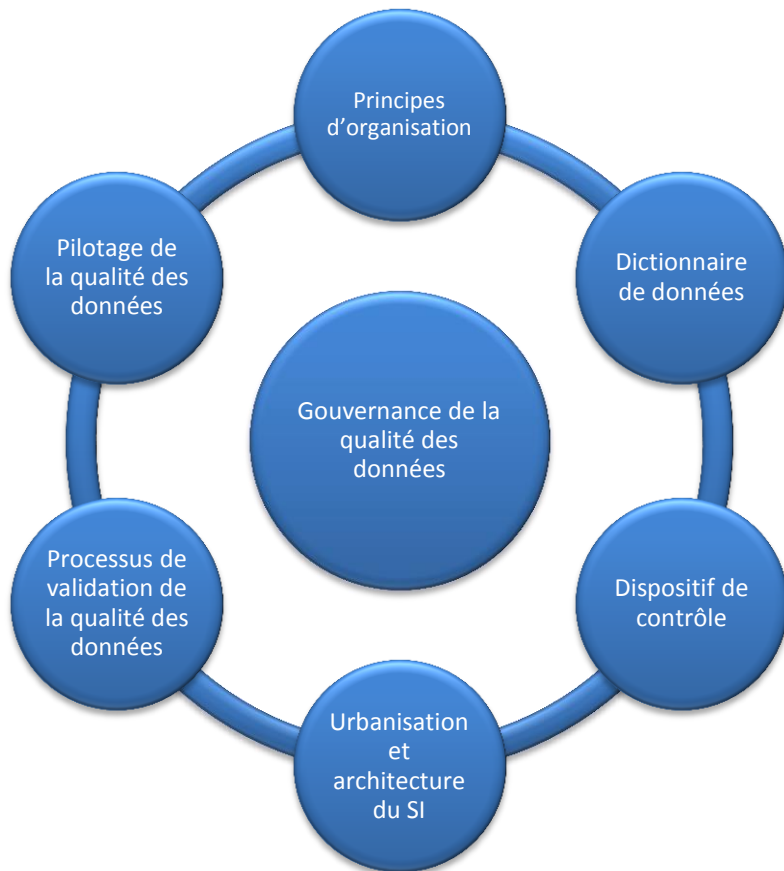 Principes
d’organisation
Dictionnaire
de données
Dispositif de
contrôle
Urbanisation
et
architecture
du SI
Processus de
validation de
la qualité des
données
Pilotage de
la qualité des
données
Gouvernance de la
qualité des
données